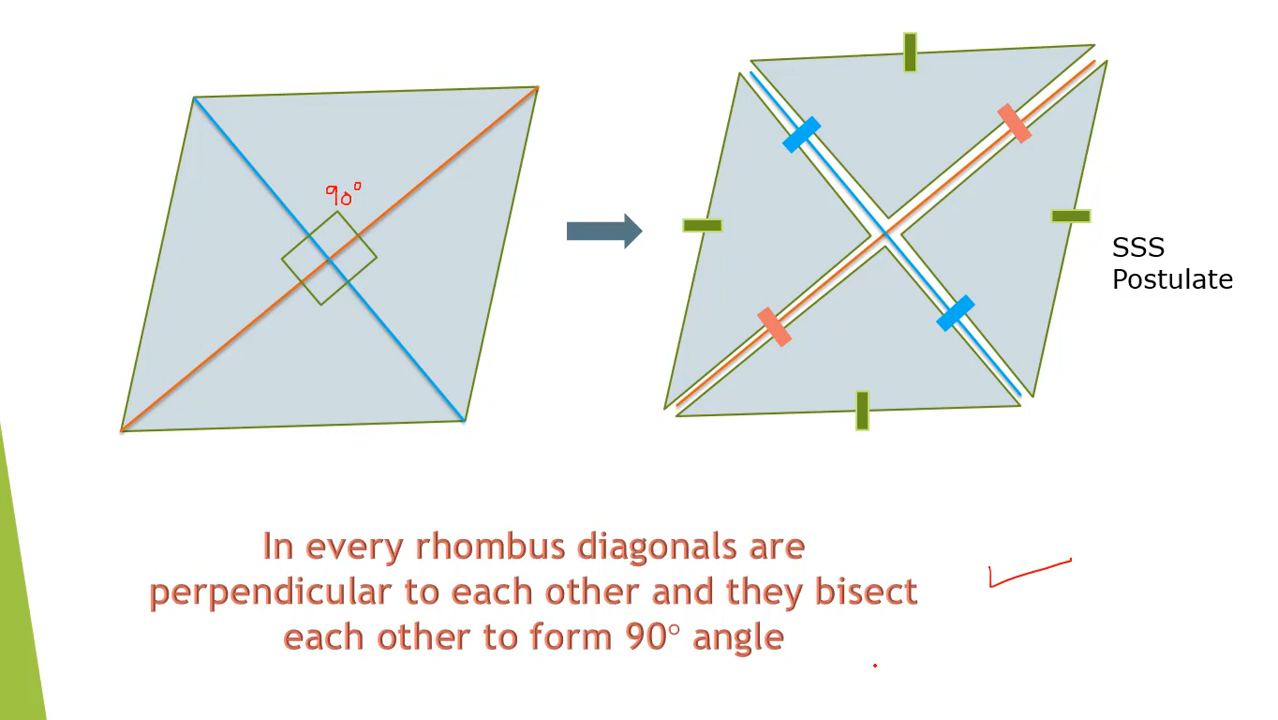 90°
SSS
Postulate
In every rhombus diagonals are
perpendicular to each other and they bisect
each other to form 90° angle